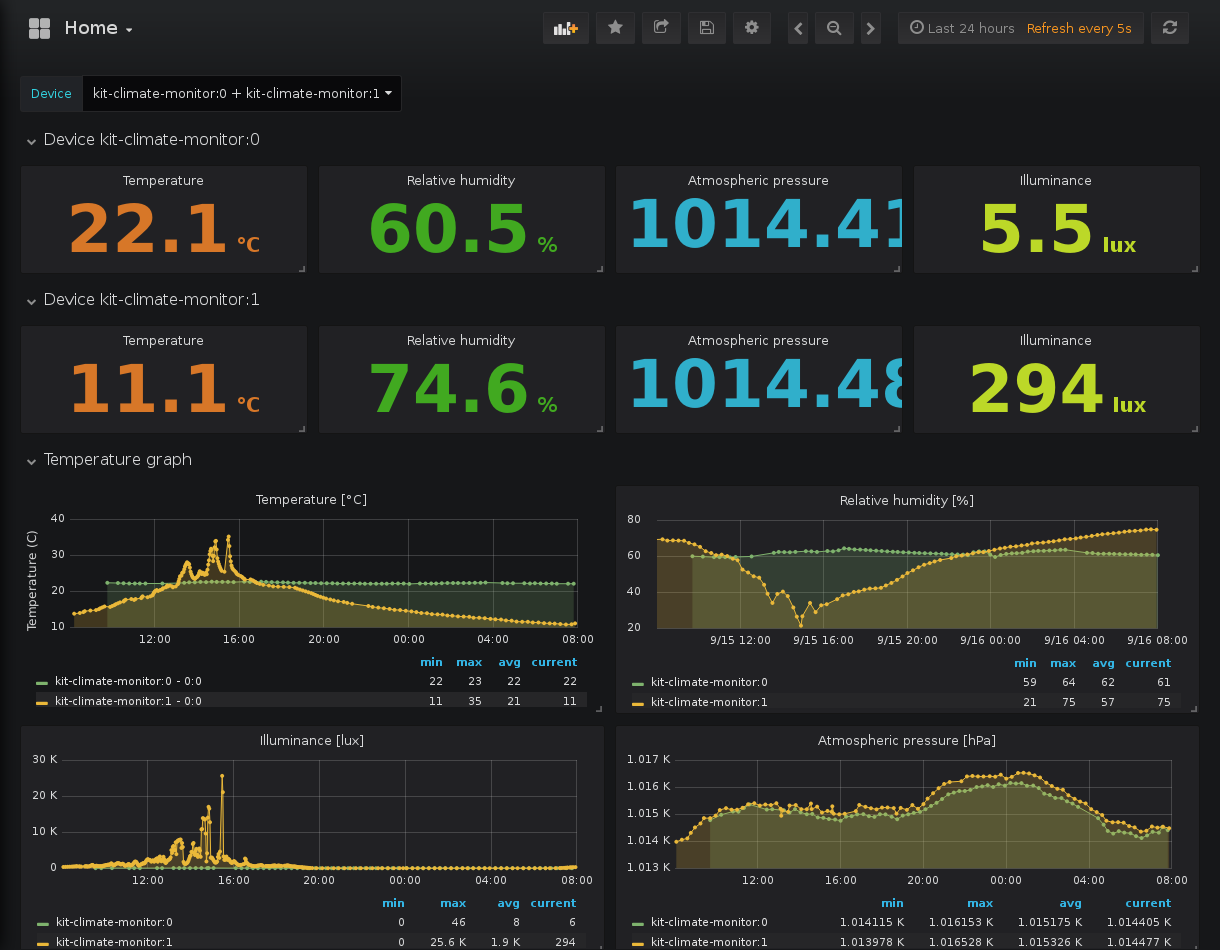 Home
Last 24 hours Refresh every 5s
Device kit-climate-monitor:0 + kit-climate-monitor:1
Device kit-climate-monitor:0
Temperature Relative humidity Atmospheric pressure Illuminance
22.1 °C 60.5 % 1014.41 5.5 lux
Device kit-climate-monitor:1
Temperature Relative humidity Atmospheric pressure Illuminance
11.1 °C 74.6 % 1014.48 294 lux
Temperature graph
Temperature [°C]
Temperature (C)
40
30
20
10
12:00 16:00 20:00 00:00 04:00 08:00
min max avg current
kit-climate-monitor:0 - 0:0 22 23 22 22
kit-climate-monitor:1 - 0:0 11 35 21 11
Relative humidity [%]
80
60
40
20
9/15 12:00 9/15 16:00 9/15 20:00 9/16 00:00 9/16 04:00 9/16 08:00
min max avg current
kit-climate-monitor:0 59 64 62 61
kit-climate-monitor:1 21 75 57 75
Illuminance [lux]
30 K
20 K
10 K
0
12:00 16:00 20:00 00:00 04:00 08:00
min max avg current
kit-climate-monitor:0 0 46 8 6
kit-climate-monitor:1 0 25.6 K 1.9 K 294
Atmospheric pressure [hPa]
1.017 K
1.016 K
1.015 K
1.014 K
1.013 K
12:00 16:00 20:00 00:00 04:00 08:00
min max avg current
kit-climate-monitor:0 1.014115 K 1.016153 K 1.015175 K 1.014405 K
kit-climate-monitor:1 1.013978 K 1.016528 K 1.015326 K 1.014477 K